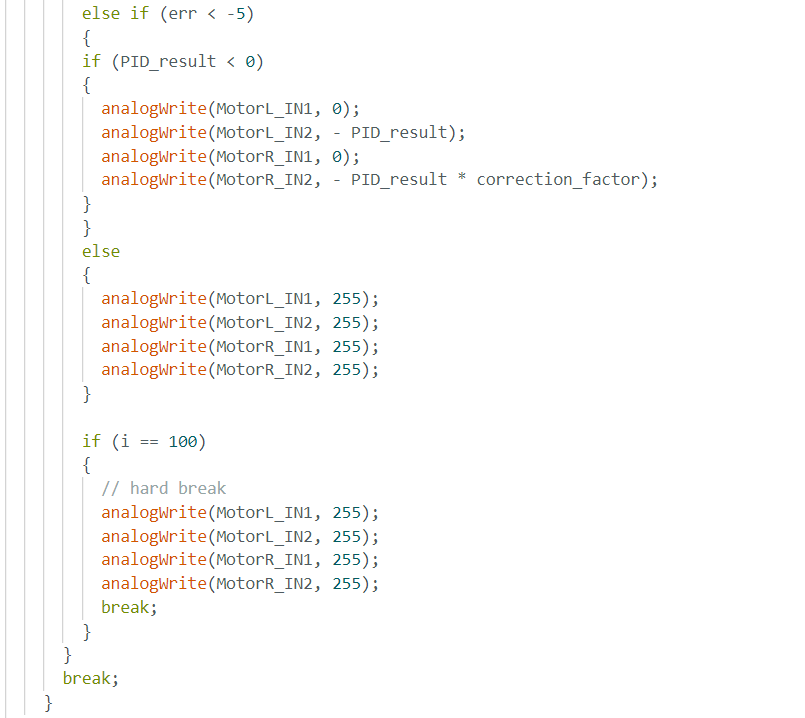 else if (err < -5)
{
if (PID_result < 0)
{
analogWrite(MotorL_IN1, 0);
analogWrite(MotorL_IN2, - PID_result);
analogWrite(MotorR_IN1, 0);
analogWrite(MotorR_IN2, - PID_result * correction_factor);
}
}
else
{
analogWrite(MotorL_IN1, 255);
analogWrite(MotorL_IN2, 255);
analogWrite(MotorR_IN1, 255);
analogWrite(MotorR_IN2, 255);
}
if (i == 100)
{
// hard break
analogWrite(MotorL_IN1, 255);
analogWrite(MotorL_IN2, 255);
analogWrite(MotorR_IN1, 255);
analogWrite(MotorR_IN2, 255);
break;
}
}
break;
}